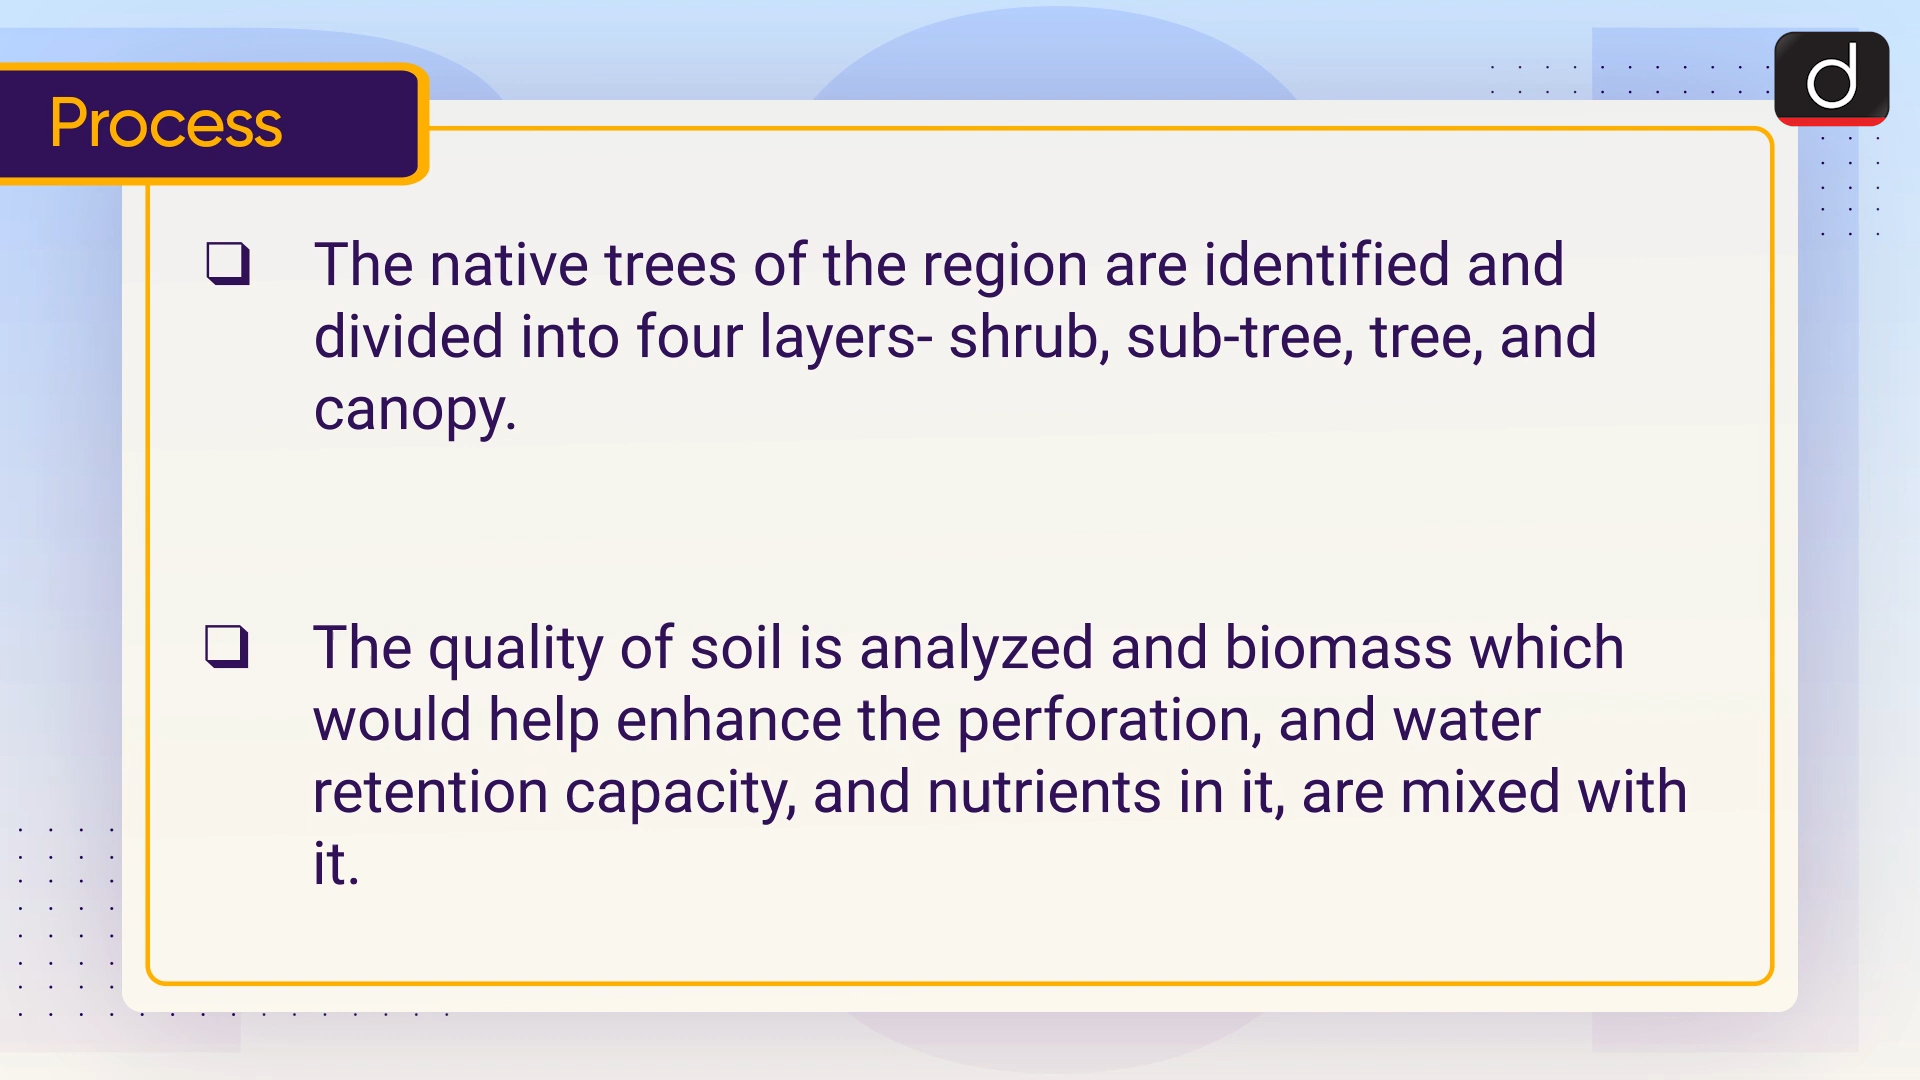 Process
d
❏ The native trees of the region are identified and
divided into four layers- shrub, sub-tree, tree, and
canopy.
❏ The quality of soil is analyzed and biomass which
would help enhance the perforation, and water
retention capacity, and nutrients in it, are mixed with
it.